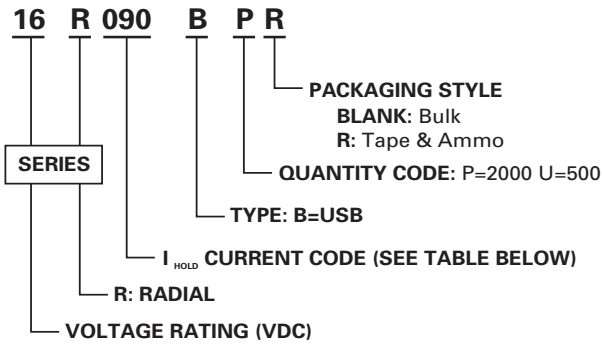 16 R 090 B P R
PACKAGING STYLE
BLANK: Bulk
R: Tape & Ammo
SERIES
QUANTITY CODE: P=2000 U=500
TYPE: B=USB
I HOLD CURRENT CODE (SEE TABLE BELOW)
R: RADIAL
VOLTAGE RATING (VDC)